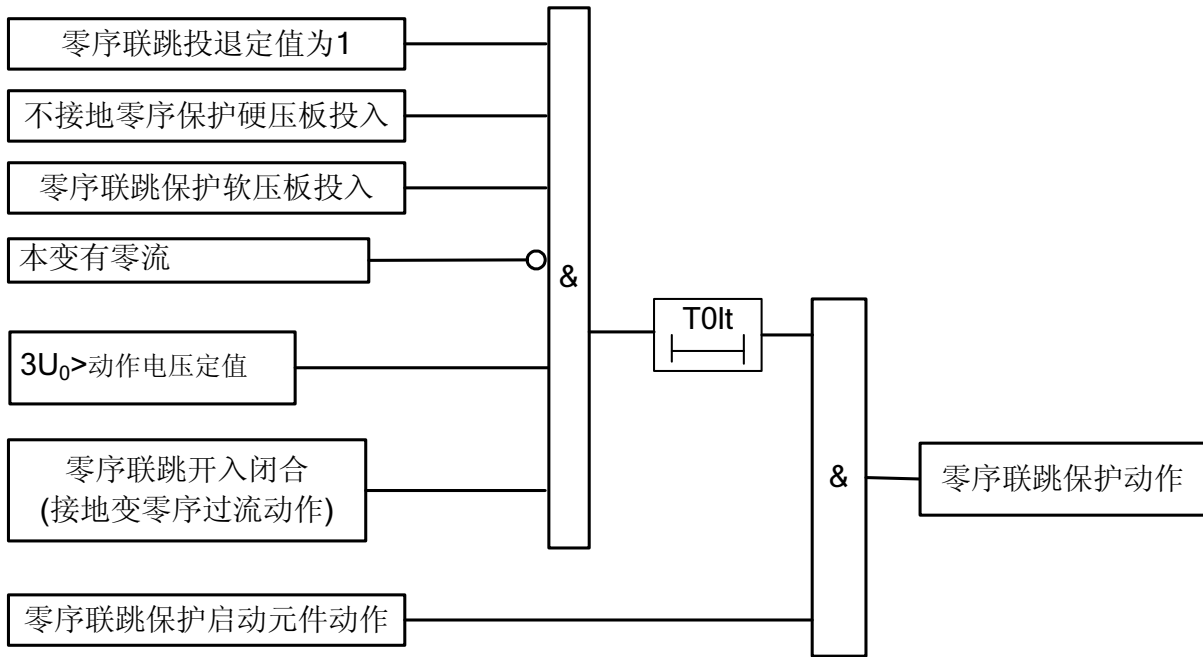 零序联跳投退定值为1
不接地零序保护硬压板投入
零序联跳保护软压板投入
本变有零流
&
T0lt
3U₀>动作电压定值
零序联跳开入闭合
(接地变零序过流动作)
&
零序联跳保护动作
零序联跳保护启动元件动作